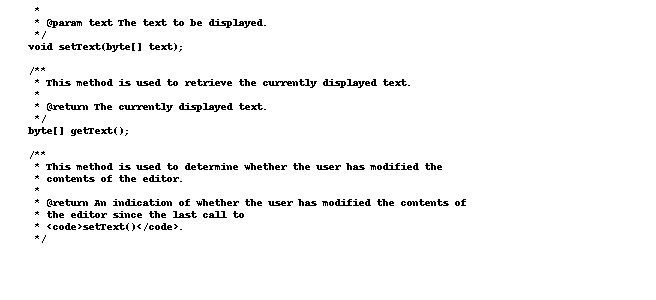 *
* @param text The text to be displayed.
*/
void setText(byte[] text);
/**
* This method is used to retrieve the currently displayed text.
*
* @return The currently displayed text.
*/
byte[] getText();
/**
* This method is used to determine whether the user has modified the
* contents of the editor.
*
* @return An indication of whether the user has modified the contents of
* the editor since the last call to
* <code>setText()</code>.
*/